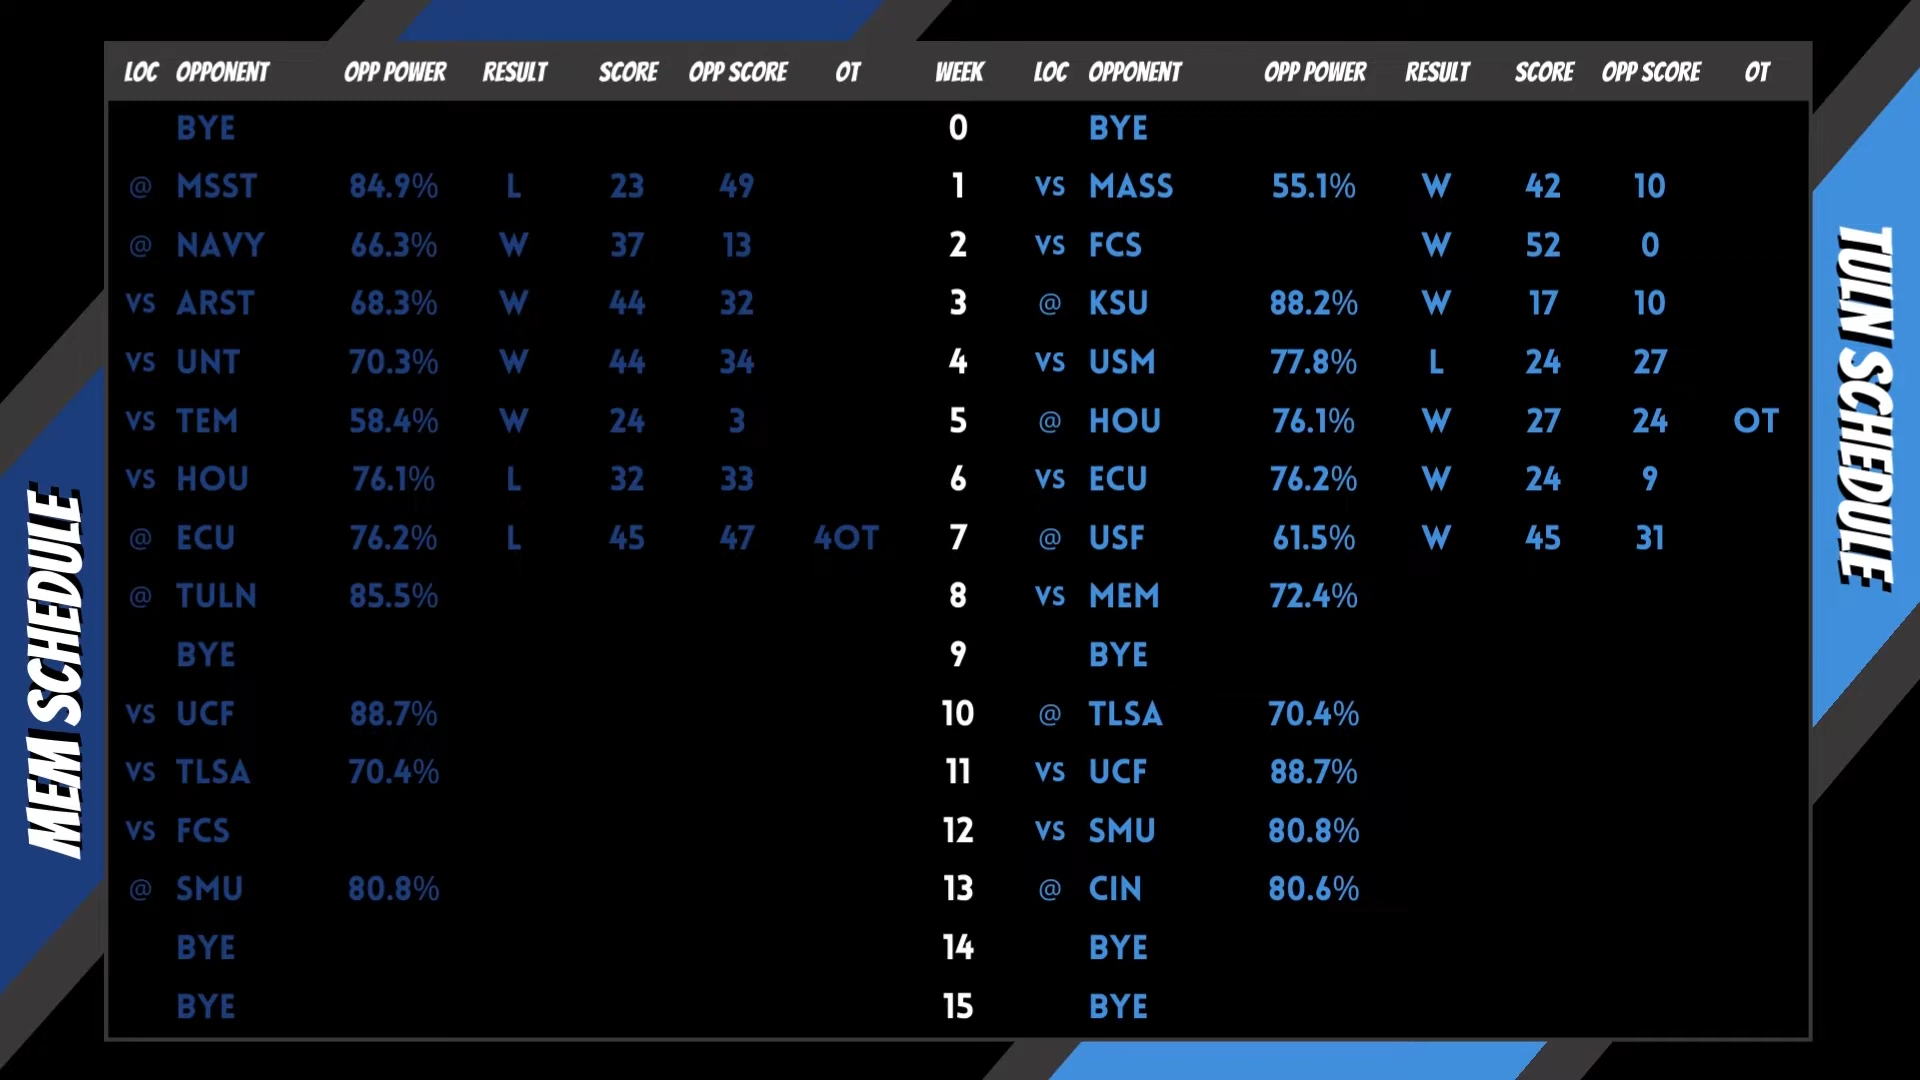 LOC OPPONENT OPP POWER RESULT SCORE OPP SCORE OT WEEK LOC OPPONENT OPP POWER RESULT SCORE OPP SCORE OT
BYE 0 BYE
@ MSST 84.9% L 23 49 1 VS MASS 55.1% W 42 10
@ NAVY 66.3% W 37 13 2 VS FCS W 52 0
VS ARST 68.3% W 44 32 3 @ KSU 88.2% W 17 10
VS UNT 70.3% W 44 34 4 VS USM 77.8% L 24 27
VS TEM 58.4% W 24 3 5 @ HOU 76.1% W 27 24 OT
VS HOU 76.1% L 32 33 6 VS ECU 76.2% W 24 9
@ ECU 76.2% L 45 47 4OT 7 @ USF 61.5% W 45 31
@ TULN 85.5% 8 VS MEM 72.4%
BYE 9 BYE
VS UCF 88.7% 10 @ TLSA 70.4%
VS TLSA 70.4% 11 VS UCF 88.7%
VS FCS 12 VS SMU 80.8%
@ SMU 80.8% 13 @ CIN 80.6%
BYE 14 BYE
BYE 15 BYE
MEM SCHEDULE
TULN SCHEDULE